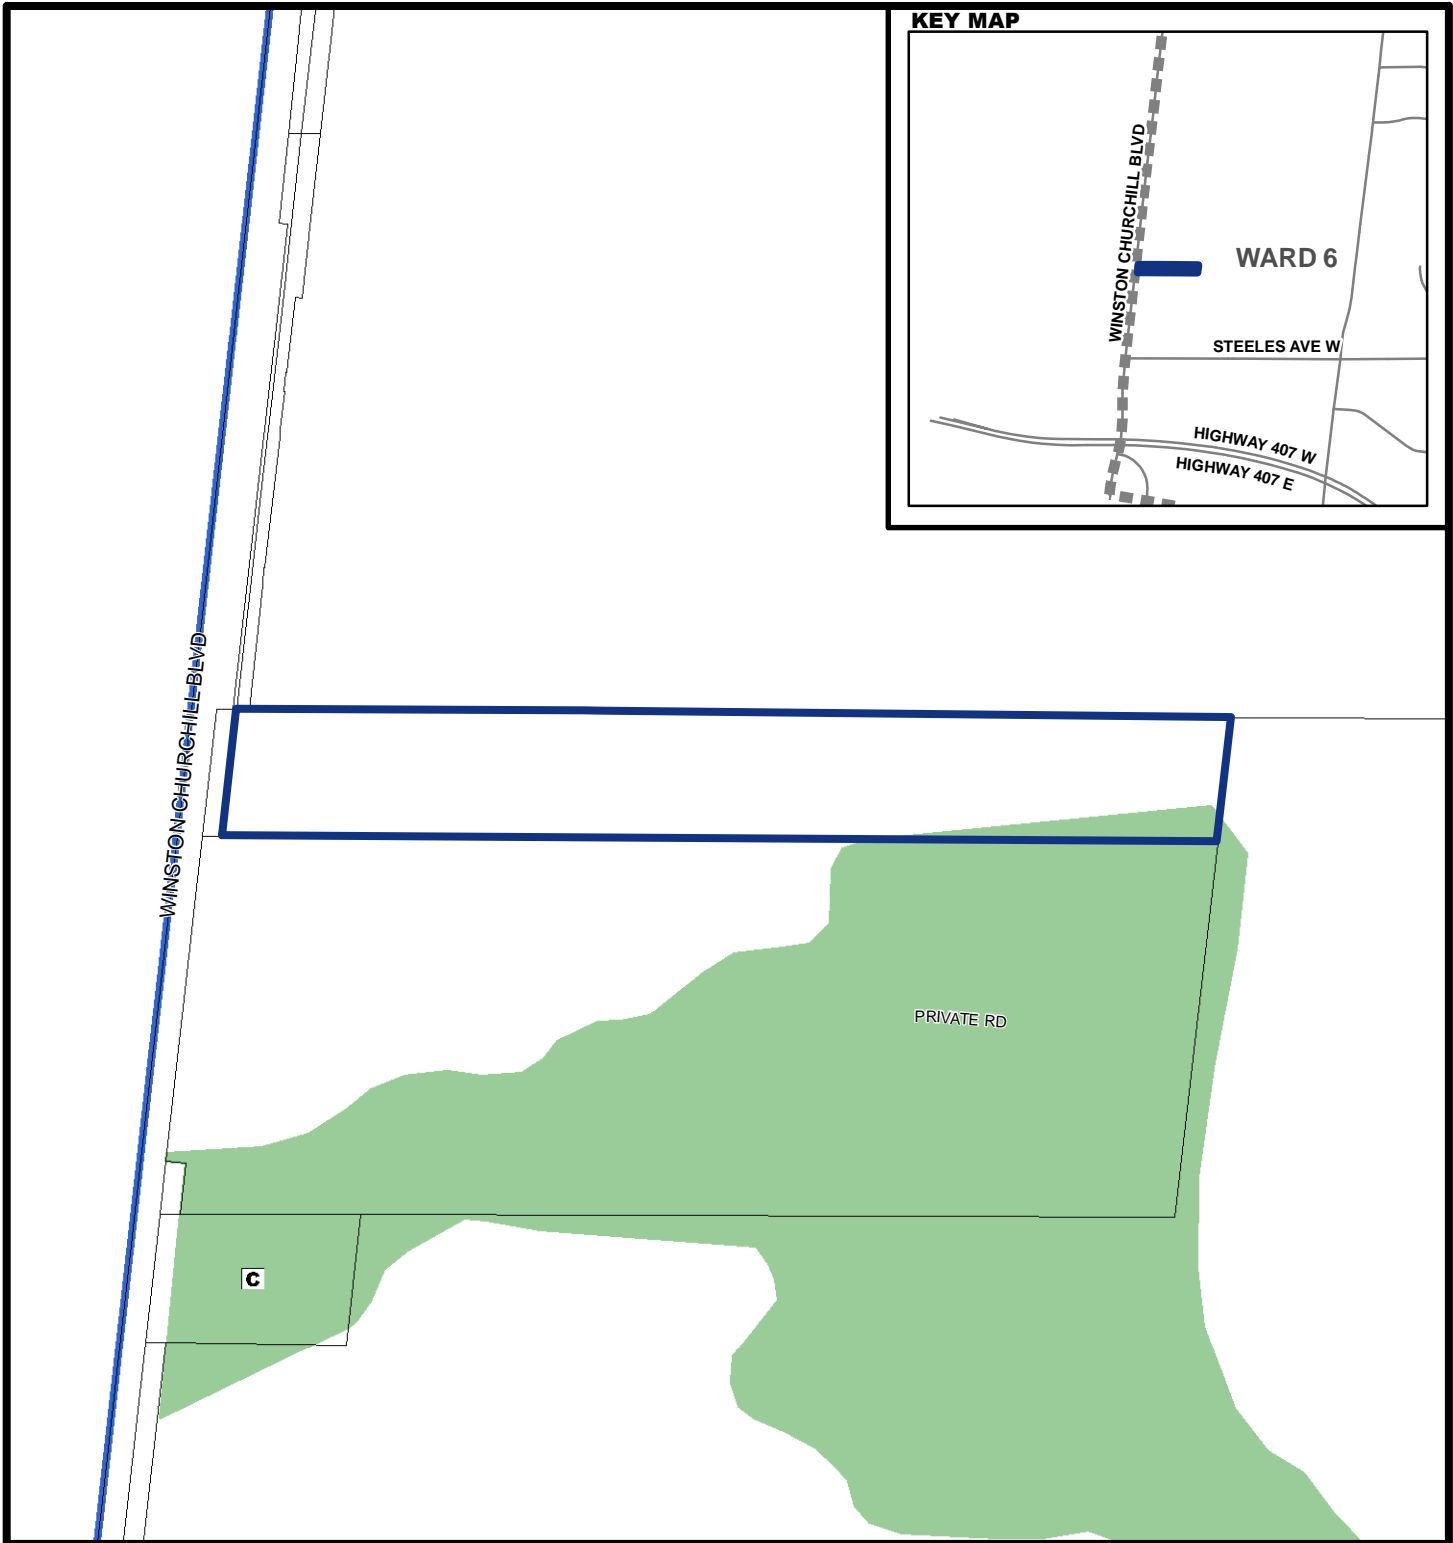 KEY MAP
WINSTON CHURCHILL BLVD
WARD 6
STEELES AVE W
HIGHWAY 407 W
HIGHWAY 407 E
WINSTON CHURCHILL BLVD
PRIVATE RD
C